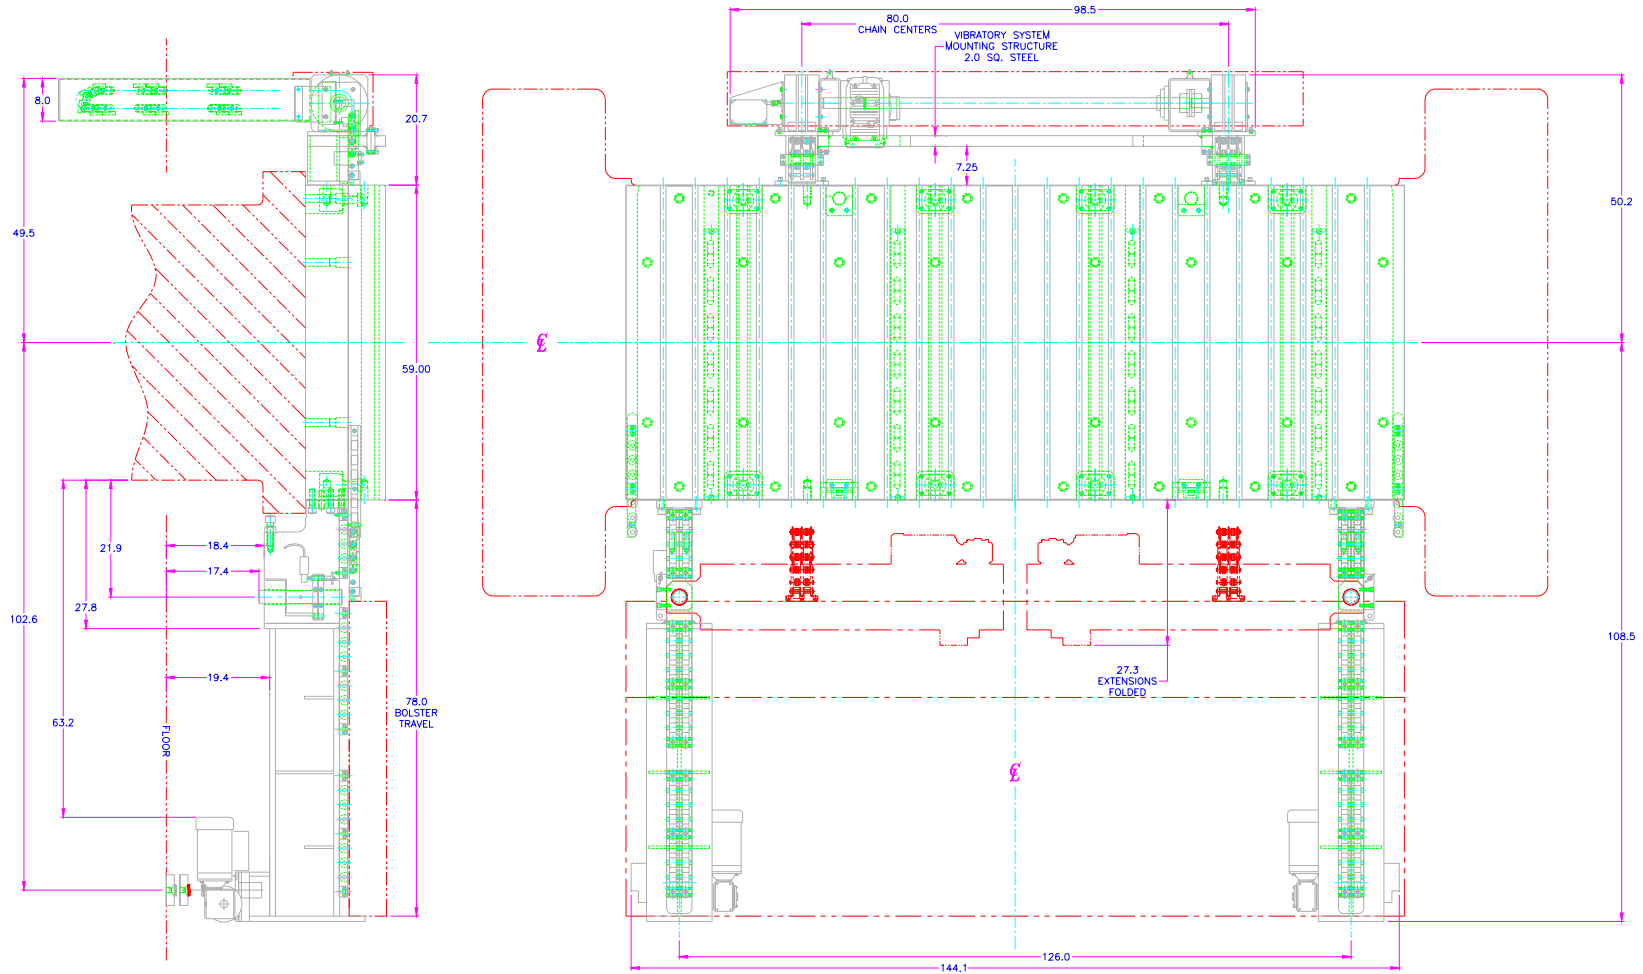 98.5
80.0
CHAIN CENTERS
VIBRATORY SYSTEM
MOUNTING STRUCTURE
2.0 SQ. STEEL
8.0
20.7
7.25
50.2
49.5
59.00
21.9
18.4
17.4
27.8
102.6
108.5
27.3
EXTENSIONS
FOLDED
19.4
78.0
BOLSTER
TRAVEL
63.2
FLOOR
126.0
144.1